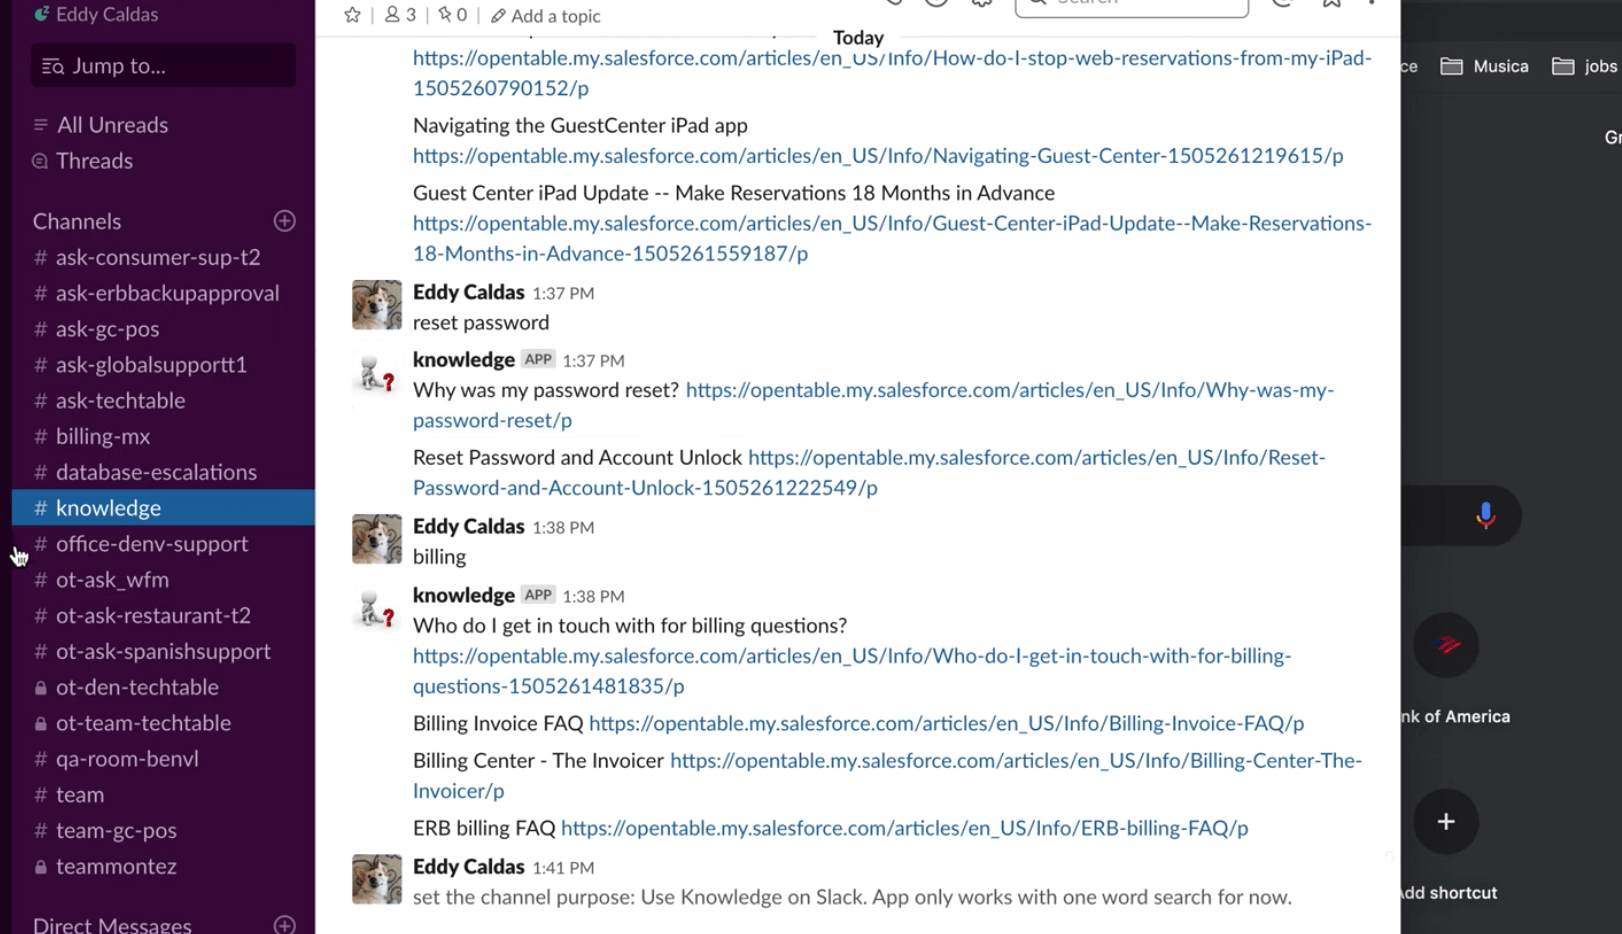 Eddy Caldas
Jump to...
All Unreads
Threads
Channels
# ask-consumer-sup-t2
# ask-erbbackupapproval
# ask-gc-pos
# ask-globalsupportt1
# ask-techtable
# billing-mx
# database-escalations
# knowledge
# office-denv-support
# ot-ask_wfm
# ot-ask-restaurant-t2
# ot-ask-spanishsupport
ot-den-techtable
ot-team-techtable
# qa-room-benvl
# team
# team-gc-pos
teammontez
Direct Messages
| 3 | 0 | Add a topic
Search
Today
https://opentable.my.salesforce.com/articles/en_US/Info/How-do-I-stop-web-reservations-from-my-iPad-
1505260790152/p
Navigating the GuestCenter iPad app
https://opentable.my.salesforce.com/articles/en_US/Info/Navigating-Guest-Center-1505261219615/p
Guest Center iPad Update -- Make Reservations 18 Months in Advance
https://opentable.my.salesforce.com/articles/en_US/Info/Guest-Center-iPad-Update--Make-Reservations-
18-Months-in-Advance-1505261559187/p
Eddy Caldas 1:37 PM
reset password
knowledge APP 1:37 PM
Why was my password reset? https://opentable.my.salesforce.com/articles/en_US/Info/Why-was-my-
password-reset/p
Reset Password and Account Unlock https://opentable.my.salesforce.com/articles/en_US/Info/Reset-
Password-and-Account-Unlock-1505261222549/p
Eddy Caldas 1:38 PM
billing
knowledge APP 1:38 PM
Who do I get in touch with for billing questions?
https://opentable.my.salesforce.com/articles/en_US/Info/Who-do-I-get-in-touch-with-for-billing-
questions-1505261481835/p
Billing Invoice FAQ https://opentable.my.salesforce.com/articles/en_US/Info/Billing-Invoice-FAQ/p
Billing Center - The Invoicer https://opentable.my.salesforce.com/articles/en_US/Info/Billing-Center-The-
Invoicer/p
ERB billing FAQ https://opentable.my.salesforce.com/articles/en_US/Info/ERB-billing-FAQ/p
Eddy Caldas 1:41 PM
set the channel purpose: Use Knowledge on Slack. App only works with one word search for now.
ce Musica jobs
Gr
nk of America
Add shortcut